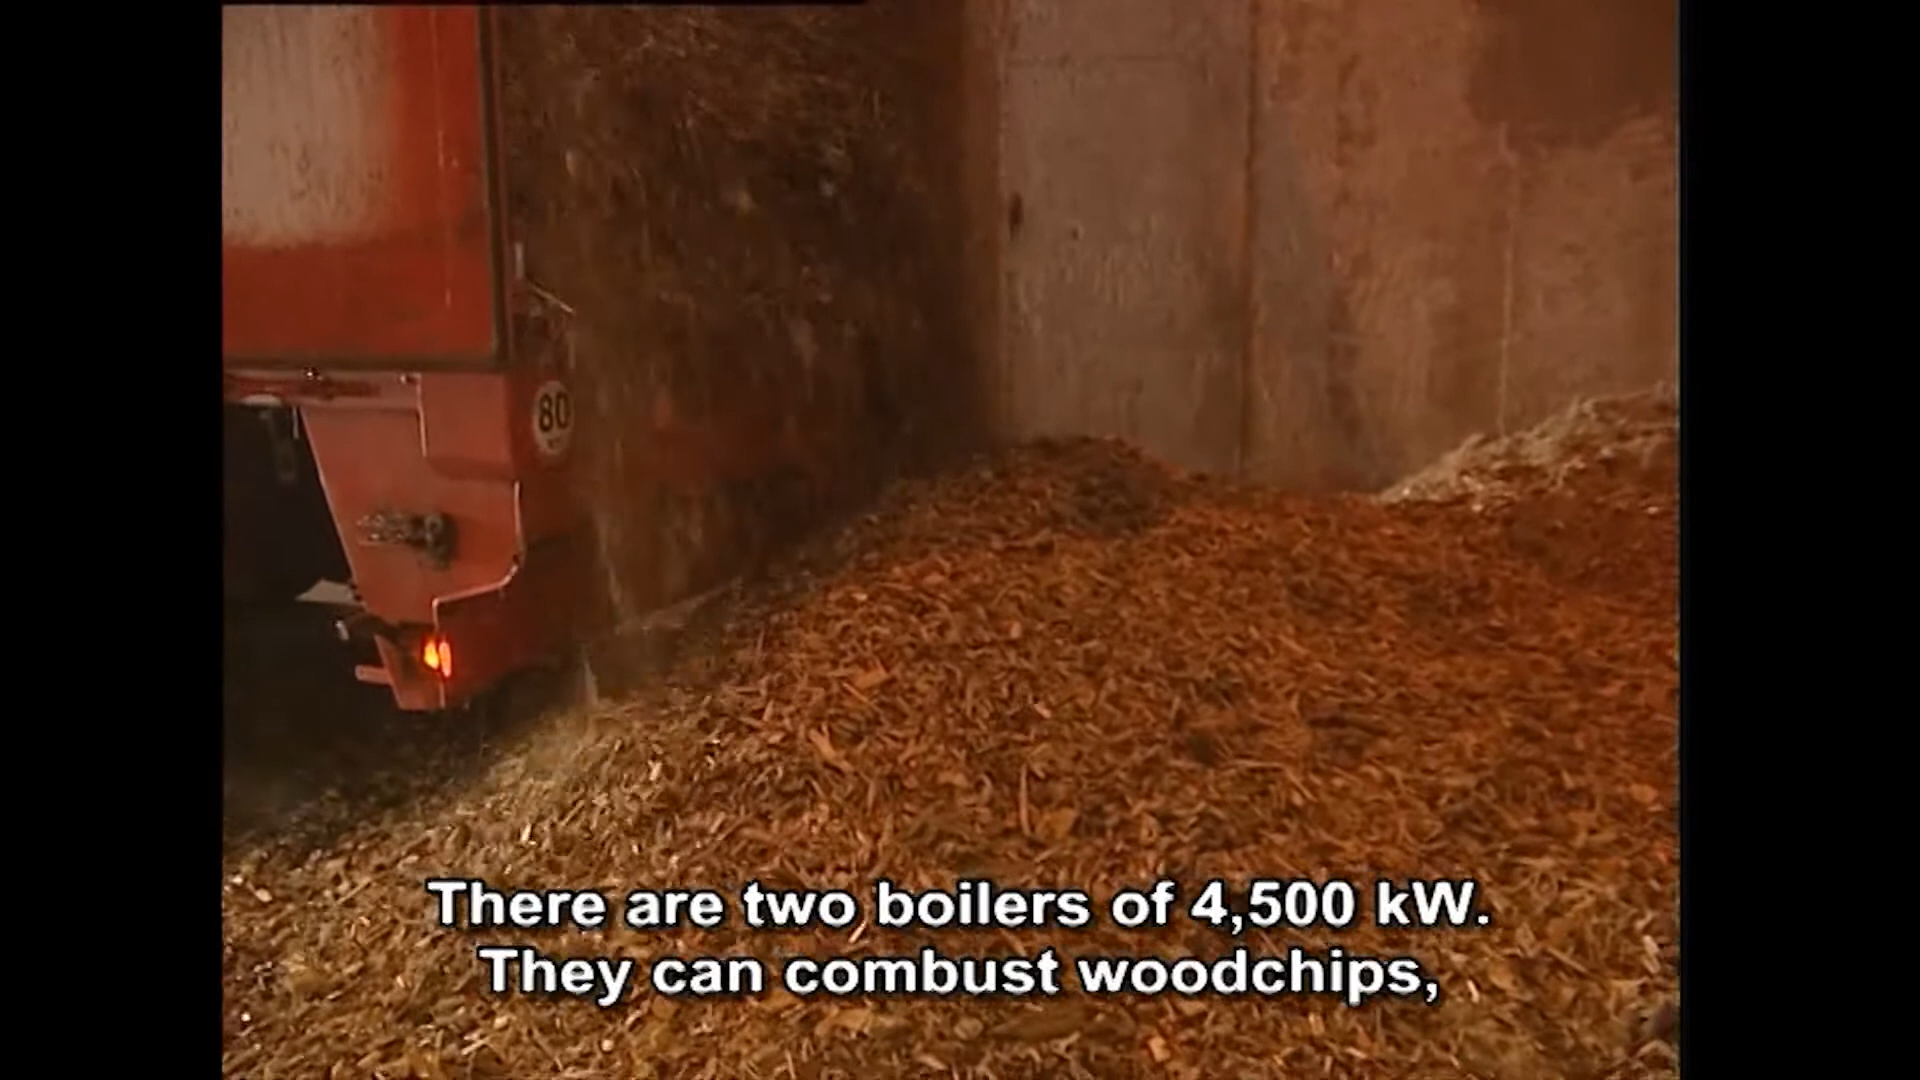 80
There are two boilers of 4,500 kW.
They can combust woodchips,